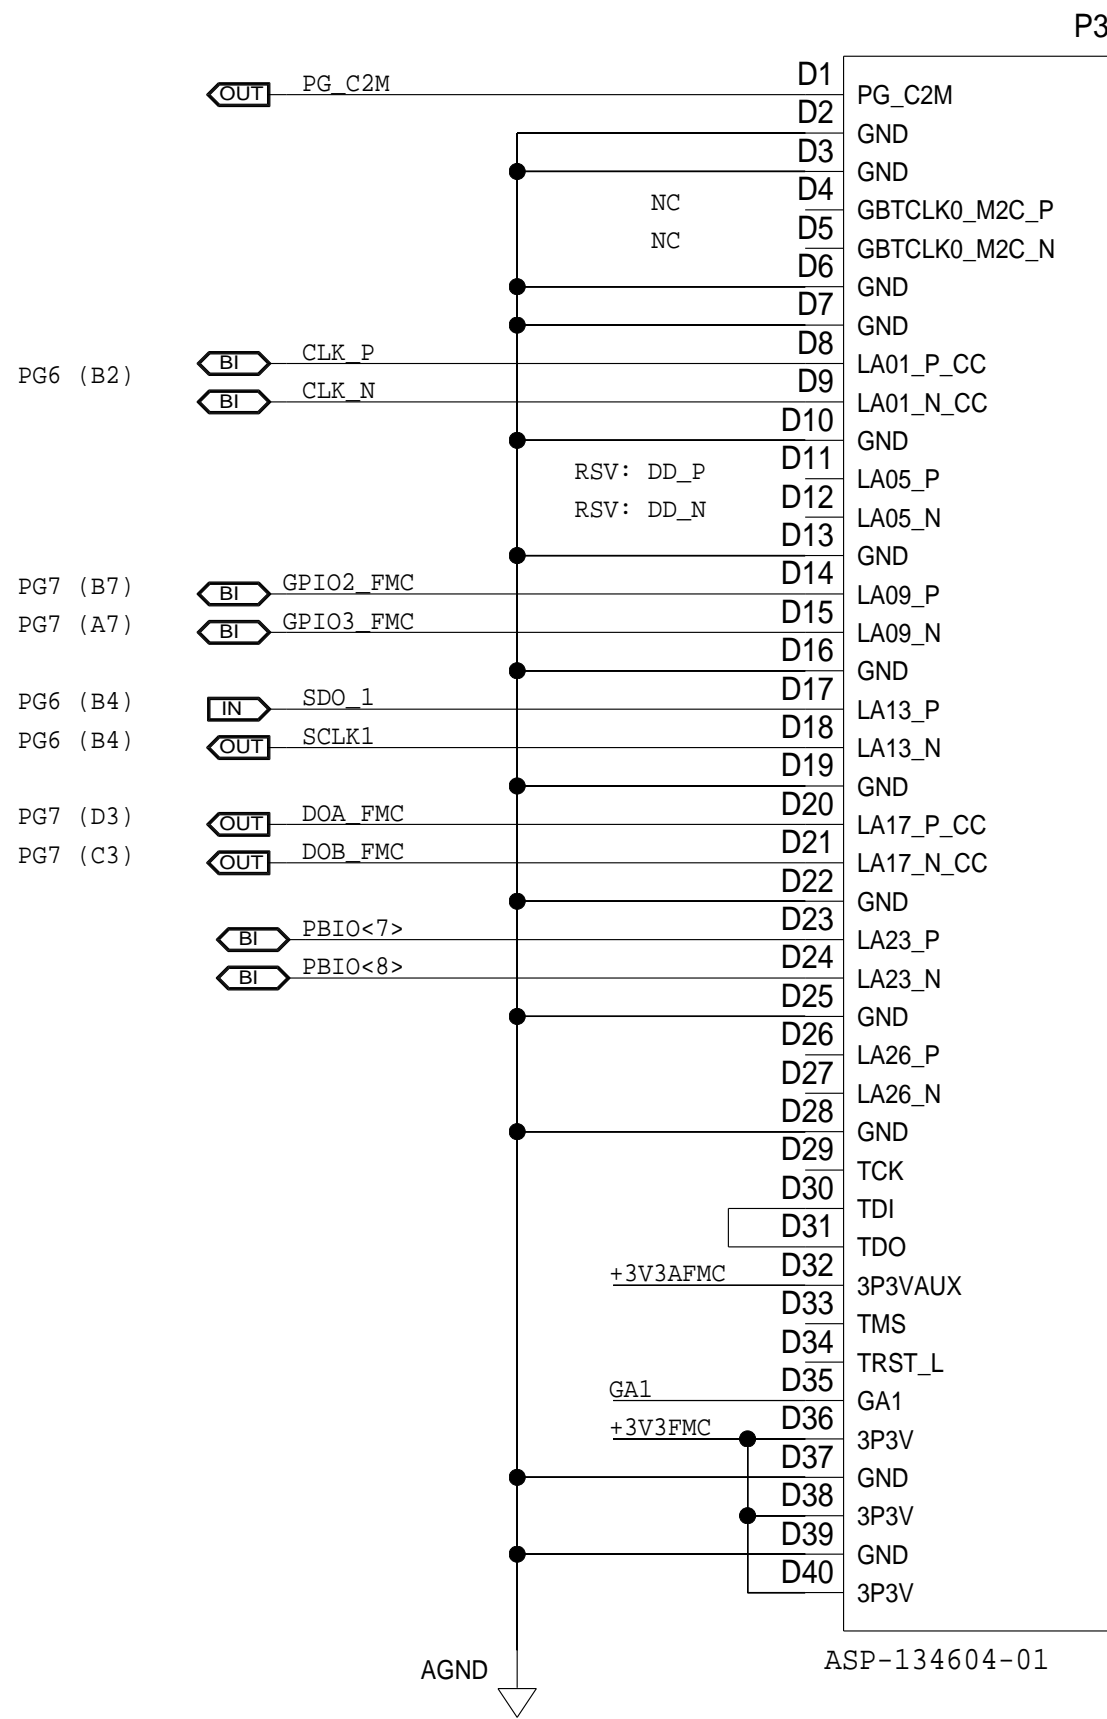 P3
OUT PG_C2M D1 PG_C2M
D2 GND
D3 GND
NC D4 GBTCLK0_M2C_P
NC D5 GBTCLK0_M2C_N
D6 GND
D7 GND
BI CLK_P D8 LA01_P_CC
PG6 (B2)
BI CLK_N D9 LA01_N_CC
D10 GND
RSV: DD_P D11 LA05_P
RSV: DD_N D12 LA05_N
D13 GND
PG7 (B7) BI GPIO2_FMC D14 LA09_P
PG7 (A7) BI GPIO3_FMC D15 LA09_N
D16 GND
PG6 (B4) IN SDO_1 D17 LA13_P
PG6 (B4) OUT SCLK1 D18 LA13_N
D19 GND
PG7 (D3) OUT DOA_FMC D20 LA17_P_CC
PG7 (C3) OUT DOB_FMC D21 LA17_N_CC
D22 GND
BI PBIO<7> D23 LA23_P
BI PBIO<8> D24 LA23_N
D25 GND
D26 LA26_P
D27 LA26_N
D28 GND
D29 TCK
D30 TDI
D31 TDO
+3V3AFMC D32 3P3VAUX
D33 TMS
D34 TRST_L
GA1 D35 GA1
+3V3FMC D36 3P3V
D37 GND
D38 3P3V
D39 GND
D40 3P3V
AGND ASP-134604-01